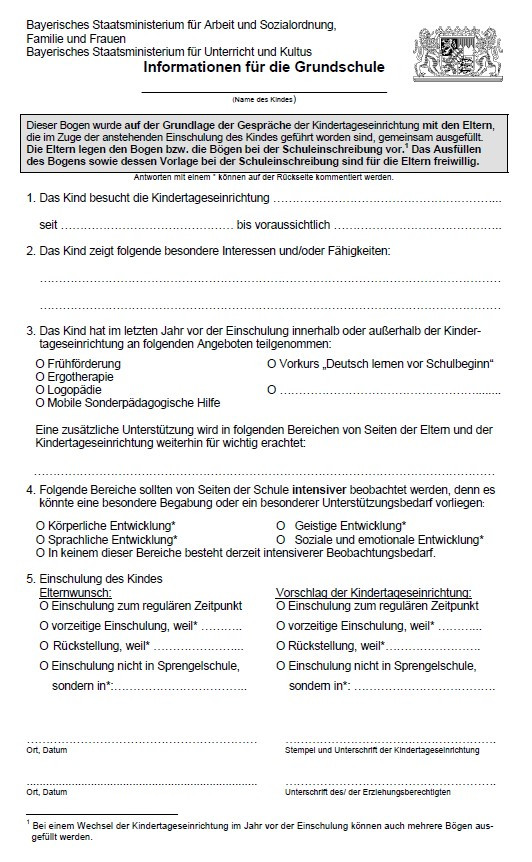 Bayerisches Staatsministerium für Arbeit und Sozialordnung,
Familie und Frauen
Bayerisches Staatsministerium für Unterricht und Kultus
Informationen für die Grundschule
(Name des Kindes)
Dieser Bogen wurde auf der Grundlage der Gespräche der Kindertageseinrichtung mit den Eltern,
die im Zuge der anstehenden Einschulung des Kindes geführt worden sind, gemeinsam ausgefüllt.
Die Eltern legen den Bogen bzw. die Bögen bei der Schuleinschreibung vor.¹ Das Ausfüllen
des Bogens sowie dessen Vorlage bei der Schuleinschreibung sind für die Eltern freiwillig.
Antworten mit einem * können auf der Rückseite kommentiert werden.
1. Das Kind besucht die Kindertageseinrichtung ……………………………...
seit ……………………………………… bis voraussichtlich ………………………………..
2. Das Kind zeigt folgende besondere Interessen und/oder Fähigkeiten:
……………………………………………………………………………………………
……………………………………………………………………………………………
3. Das Kind hat im letzten Jahr vor der Einschulung innerhalb oder außerhalb der Kinder-
tageseinrichtung an folgenden Angeboten teilgenommen:
O Frühförderung O Vorkurs „Deutsch lernen vor Schulbeginn“
O Ergotherapie
O Logopädie O ……………………………………………........
O Mobile Sonderpädagogische Hilfe
Eine zusätzliche Unterstützung wird in folgenden Bereichen von Seiten der Eltern und der
Kindertageseinrichtung weiterhin für wichtig erachtet:
……………………………………………………………………………………………
4. Folgende Bereiche sollten von Seiten der Schule intensiver beobachtet werden, denn es
könnte eine besondere Begabung oder ein besonderer Unterstützungsbedarf vorliegen:
O Körperliche Entwicklung* O Geistige Entwicklung*
O Sprachliche Entwicklung* O Soziale und emotionale Entwicklung*
O In keinem dieser Bereiche besteht derzeit intensiverer Beobachtungsbedarf.
5. Einschulung des Kindes
Elternwunsch: Vorschlag der Kindertageseinrichtung:
O Einschulung zum regulären Zeitpunkt O Einschulung zum regulären Zeitpunkt
O vorzeitige Einschulung, weil* ……….. O vorzeitige Einschulung, weil* ………...
O Rückstellung, weil* ………………….. O Rückstellung, weil*……………………..
O Einschulung nicht in Sprengelschule, O Einschulung nicht in Sprengelschule,
sondern in*:…………………………….. sondern in*: ……………………………….
…………………………………………………… ………………………………………………
Ort, Datum Stempel und Unterschrift der Kindertageseinrichtung
…………………………………………………… ………………………………………………
Ort, Datum Unterschrift des/ der Erziehungsberechtigten
¹ Bei einem Wechsel der Kindertageseinrichtung im Jahr vor der Einschulung können auch mehrere Bögen aus-
gefüllt werden.